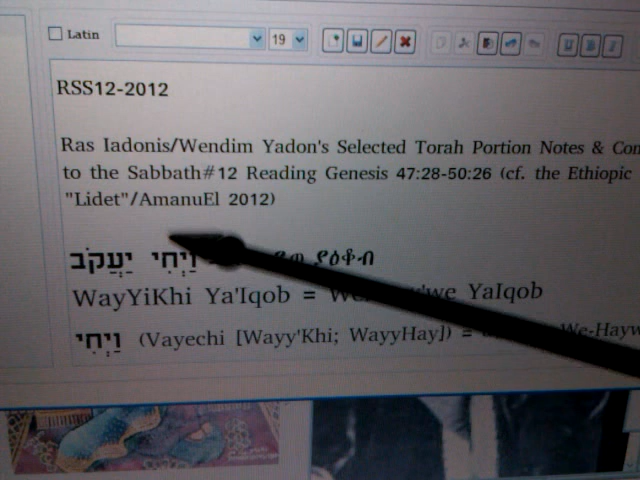 Latin 19
RSS12-2012
Ras Iadonis/Wendim Yadon's Selected Torah Portion Notes &
to the Sabbath#12 Reading Genesis 47:28-50:26 (cf. the Ethiopic
"Lidet"/AmanuEl 2012)
וַיְחִי יַעֲקֹב ያዕቆብ
WayYiKhi Ya'Iqob = YaIqob
וַיְחִי (Vayechi [Wayy'Khi; WayyHay]) =